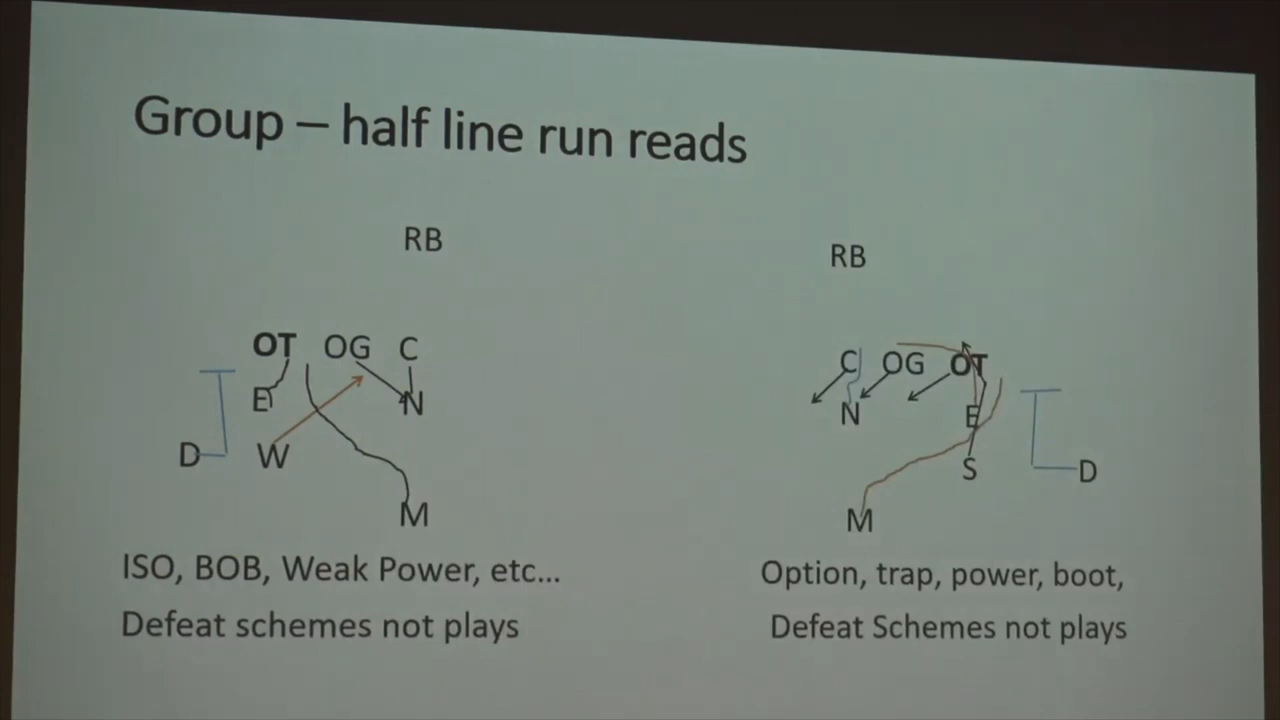 Group – half line run reads
RB
OT OG C
E N
D W
M
ISO, BOB, Weak Power, etc...
Defeat schemes not plays
RB
C OG OT
N E
S D
M
Option, trap, power, boot,
Defeat Schemes not plays